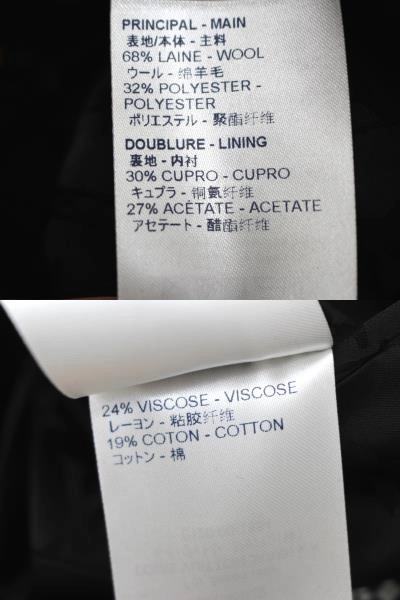 PRINCIPAL - MAIN
表地/本体 - 主料
68% LAINE - WOOL
ウール - 绵羊毛
32% POLYESTER -
POLYESTER
ポリエステル - 聚酯纤维
DOUBLURE - LINING
裏地 - 内衬
30% CUPRO - CUPRO
キュプラ - 铜氨纤维
27% ACÉTATE - ACETATE
アセテート - 醋酯纤维
24% VISCOSE - VISCOSE
レーヨン - 粘胶纤维
19% COTON - COTTON
コットン - 棉